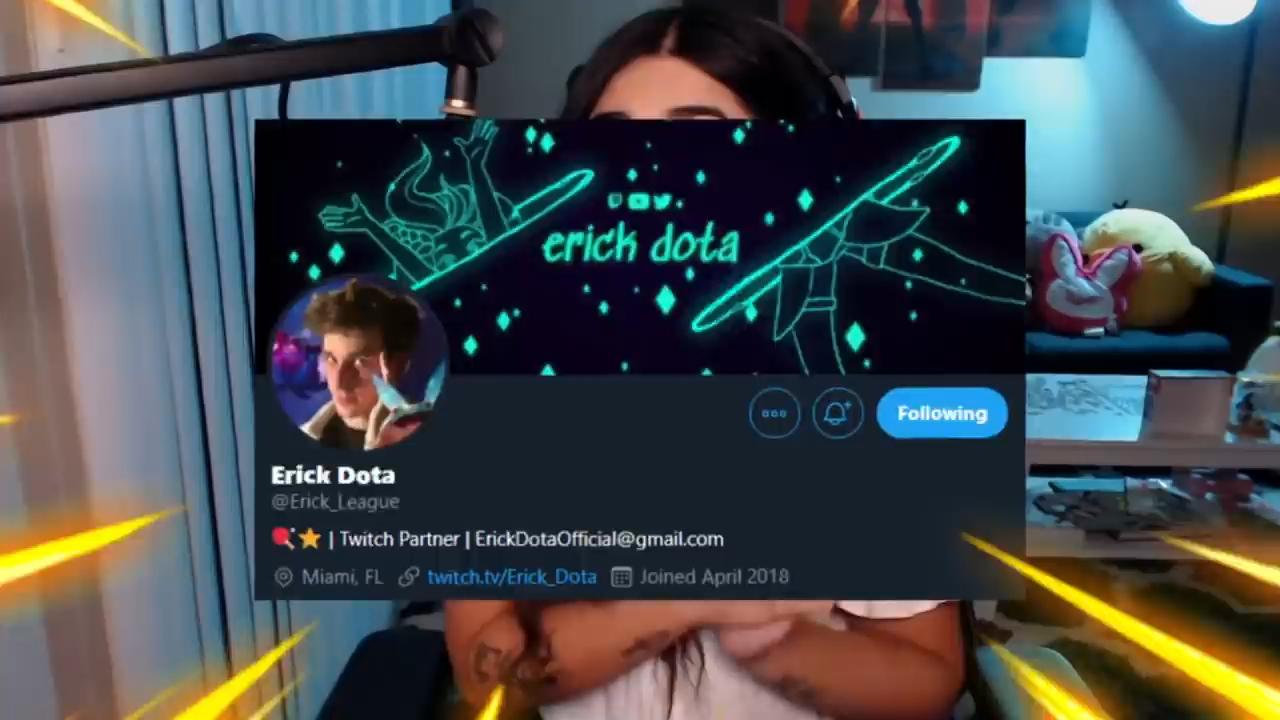 erick dota
Following
Erick Dota
@Erick_League
| Twitch Partner | ErickDotaOfficial@gmail.com
Miami, FL twitch.tv/Erick_Dota Joined April 2018